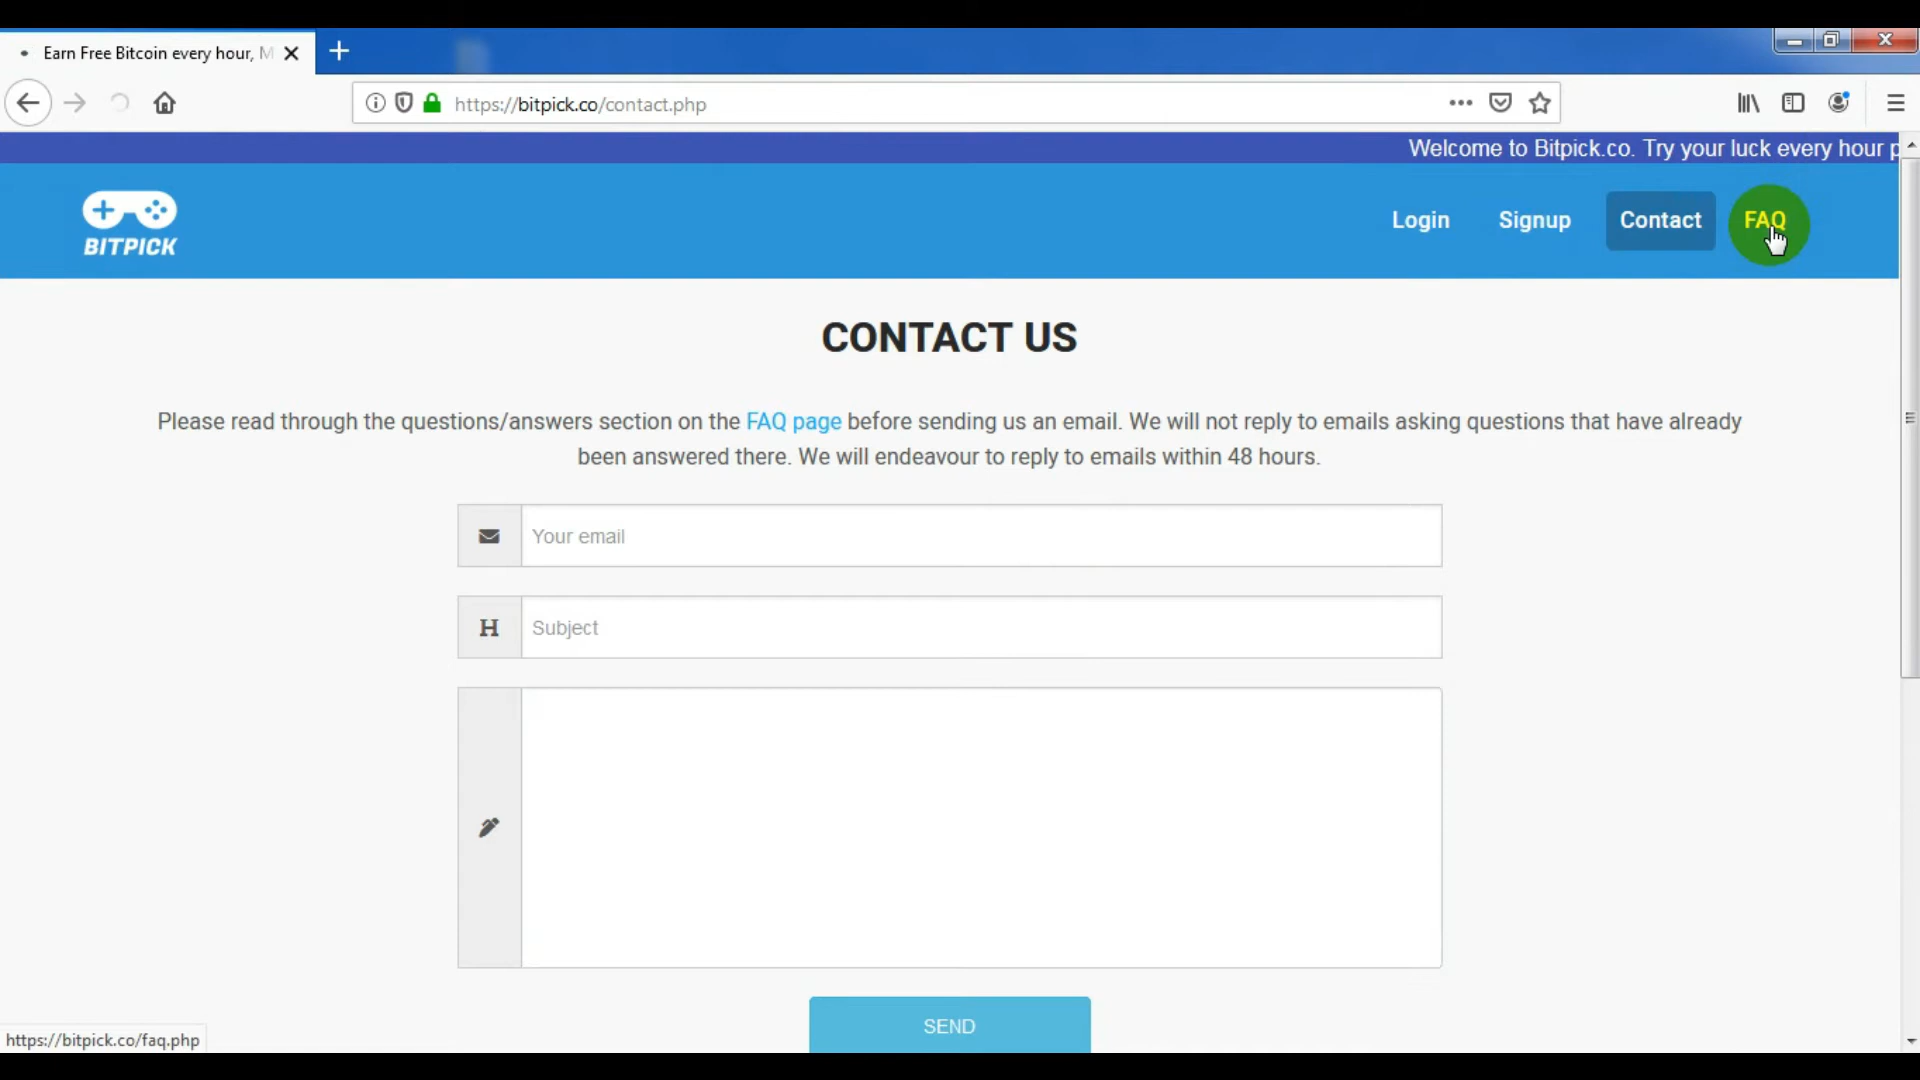 Earn Free Bitcoin every hour, M
https://bitpick.co/contact.php
Welcome to Bitpick.co. Try your luck every hour p
BITPICK
Login
Signup
Contact
FAQ
CONTACT US
Please read through the questions/answers section on the FAQ page before sending us an email. We will not reply to emails asking questions that have already
been answered there. We will endeavour to reply to emails within 48 hours.
Your email
H
Subject
SEND
https://bitpick.co/faq.php